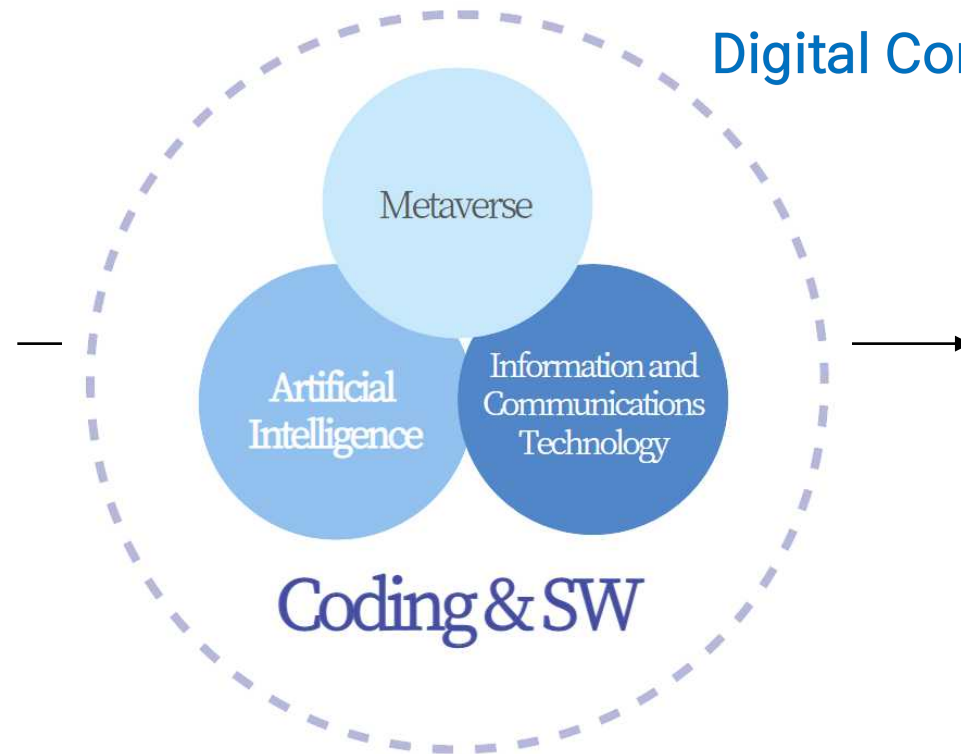 Digital
Metaverse
Artificial
Intelligence
Information and
Communications
Technology
Coding & SW